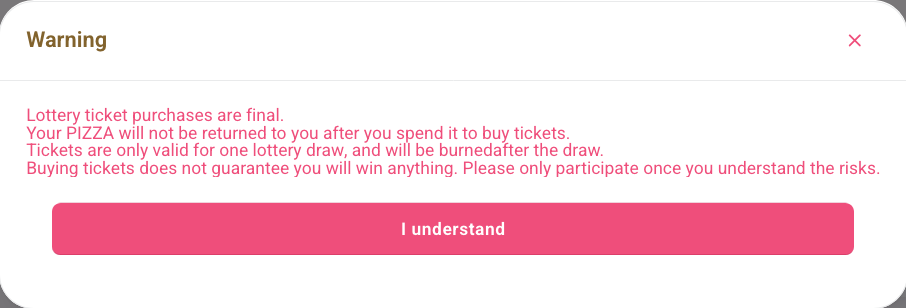 Warning
Lottery ticket purchases are final.
Your PIZZA will not be returned to you after you spend it to buy tickets.
Tickets are only valid for one lottery draw, and will be burnedafter the draw.
Buying tickets does not guarantee you will win anything. Please only participate once you understand the risks.
I understand